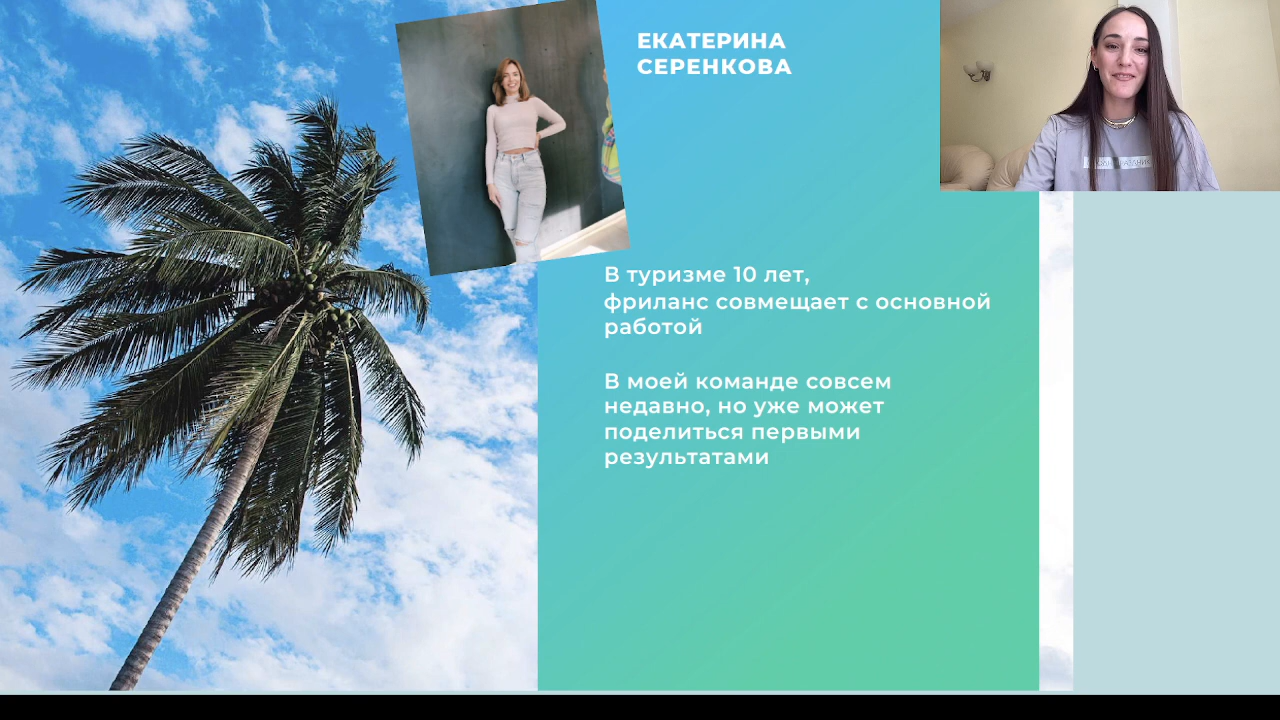 ЕКАТЕРИНА
СЕРЕНКОВА
В туризме 10 лет,
фриланс совмещает с основной
работой
В моей команде совсем
недавно, но уже может
поделиться первыми
результатами